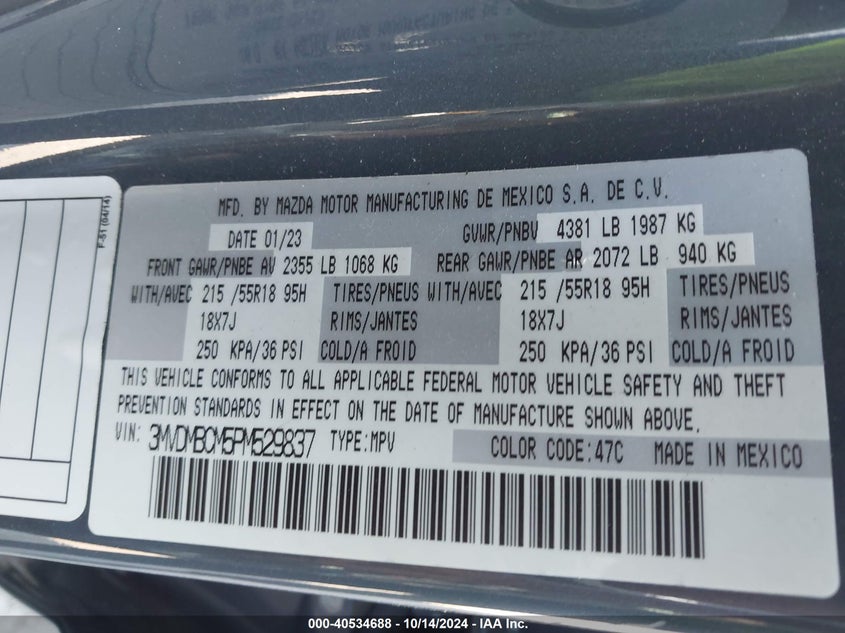 F-51 (04/14)
MFD. BY MAZDA MOTOR MANUFACTURING DE MEXICO S.A. DE C.V.
DATE 01/23 GVWR/PNBV 4381 LB 1987 KG
FRONT GAWR/PNBE AV 2355 LB 1068 KG REAR GAWR/PNBE AR 2072 LB 940 KG
WITH/AVEC 215 /55R18 95H TIRES/PNEUS WITH/AVEC 215 /55R18 95H TIRES/PNEUS
18X7J RIMS/JANTES 18X7J RIMS/JANTES
250 KPA/36 PSI COLD/A FROID 250 KPA/36 PSI COLD/A FROID
THIS VEHICLE CONFORMS TO ALL APPLICABLE FEDERAL MOTOR VEHICLE SAFETY AND THEFT
PREVENTION STANDARDS IN EFFECT ON THE DATE OF MANUFACTURE SHOWN ABOVE.
VIN: 3MVDMBCM5PM529837 TYPE:MPV COLOR CODE:47C MADE IN MEXICO
000-40534688 - 10/14/2024 - IAA Inc.